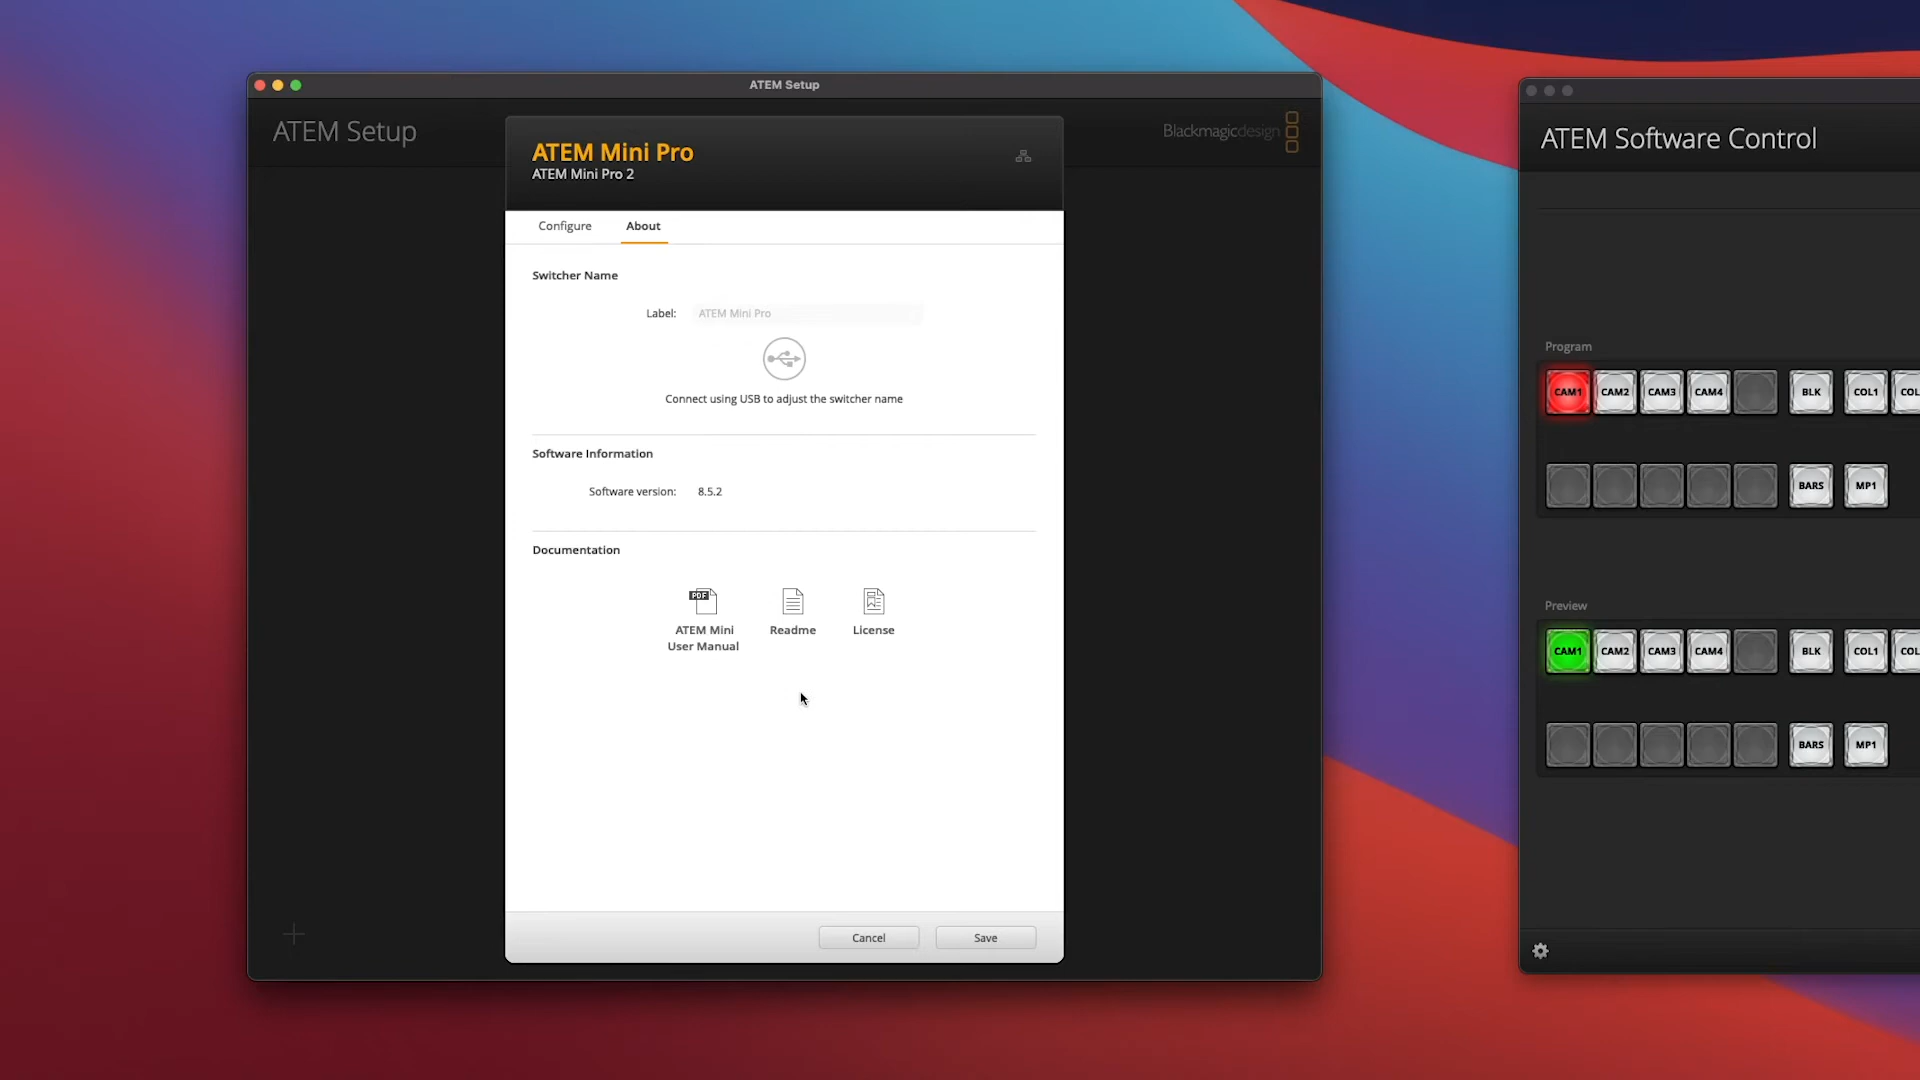 ATEM Setup
ATEM Setup
Blackmagicdesign
ATEM Mini Pro
ATEM Mini Pro 2
Configure
About
Switcher Name
Label:
ATEM Mini Pro
Connect using USB to adjust the switcher name
Software Information
Software version:
8.5.2
Documentation
PDF
ATEM Mini
User Manual
Readme
License
Cancel
Save
ATEM Software Control
Program
CAM1
CAM2
CAM3
CAM4
BLK
COL1
COL
BARS
MP1
Preview
CAM1
CAM2
CAM3
CAM4
BLK
COL1
COL
BARS
MP1